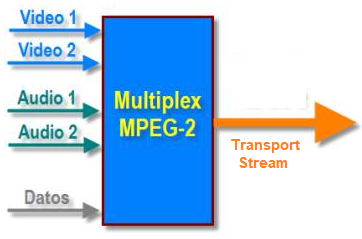 Video 1
Video 2
Audio 1
Audio 2
Datos
Multiplex
MPEG-2
Transport
Stream